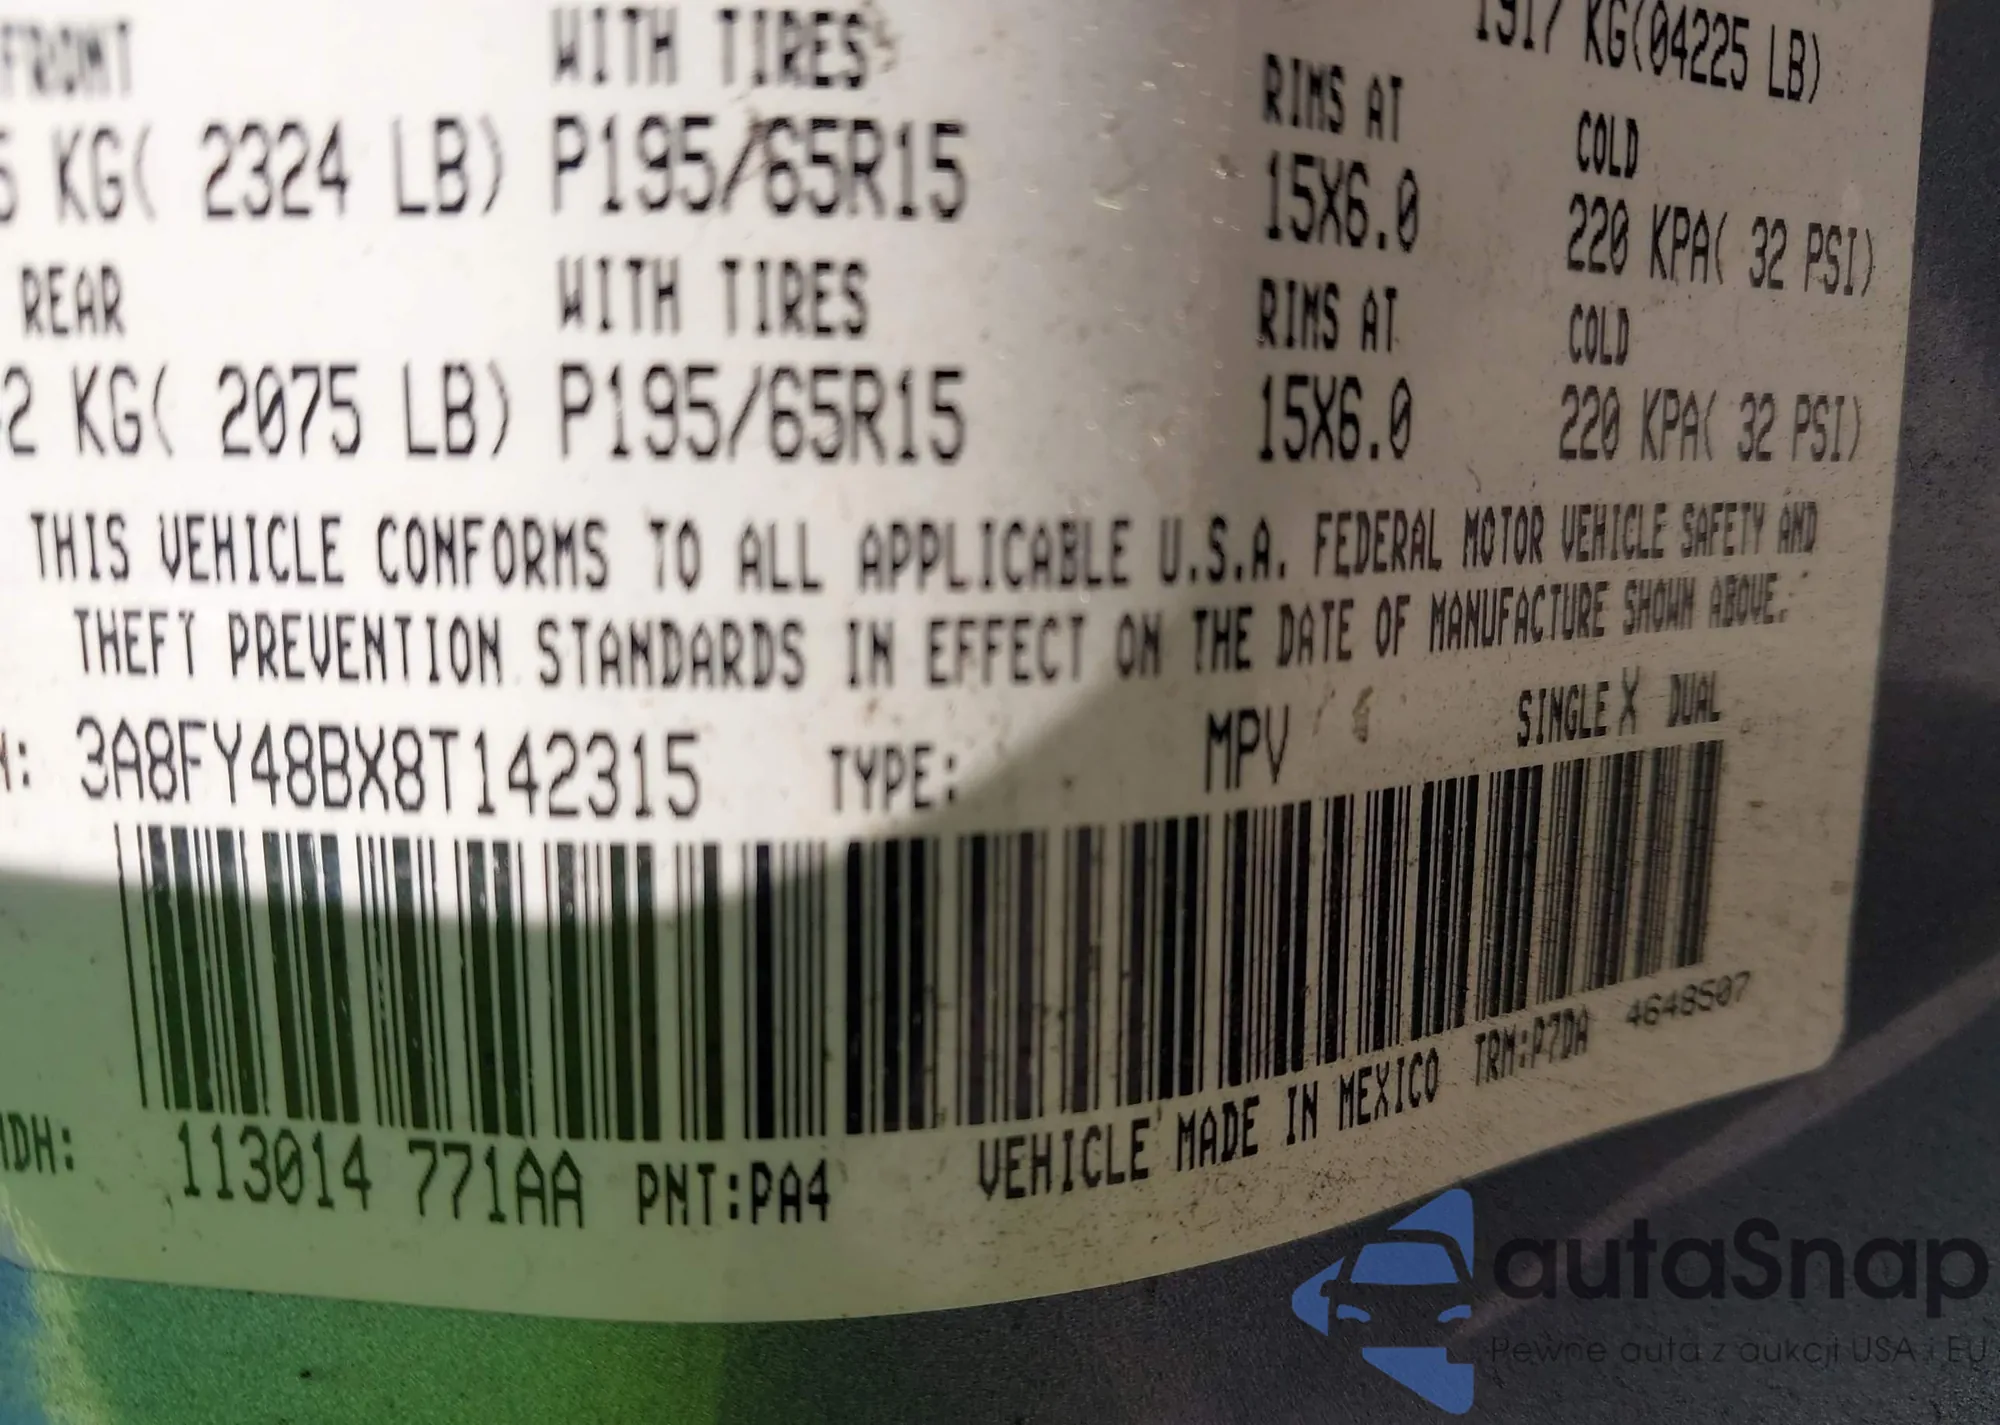 1917 KG(04225 LB)
FRONT WITH TIRES RIMS AT COLD
5 KG( 2324 LB) P195/65R15 15X6.0 220 KPA( 32 PSI)
REAR WITH TIRES RIMS AT COLD
2 KG( 2075 LB) P195/65R15 15X6.0 220 KPA( 32 PSI)
THIS VEHICLE CONFORMS TO ALL APPLICABLE U.S.A. FEDERAL MOTOR VEHICLE SAFETY AND
THEFT PREVENTION STANDARDS IN EFFECT ON THE DATE OF MANUFACTURE SHOWN ABOVE.
N: 3A8FY48BX8T142315 TYPE: MPV SINGLE X DUAL
MDH: 113014 771AA PNT:PA4 VEHICLE MADE IN MEXICO TRM:P7DA 4648507
autaSnap
Pewne auta z aukcji USA i EU